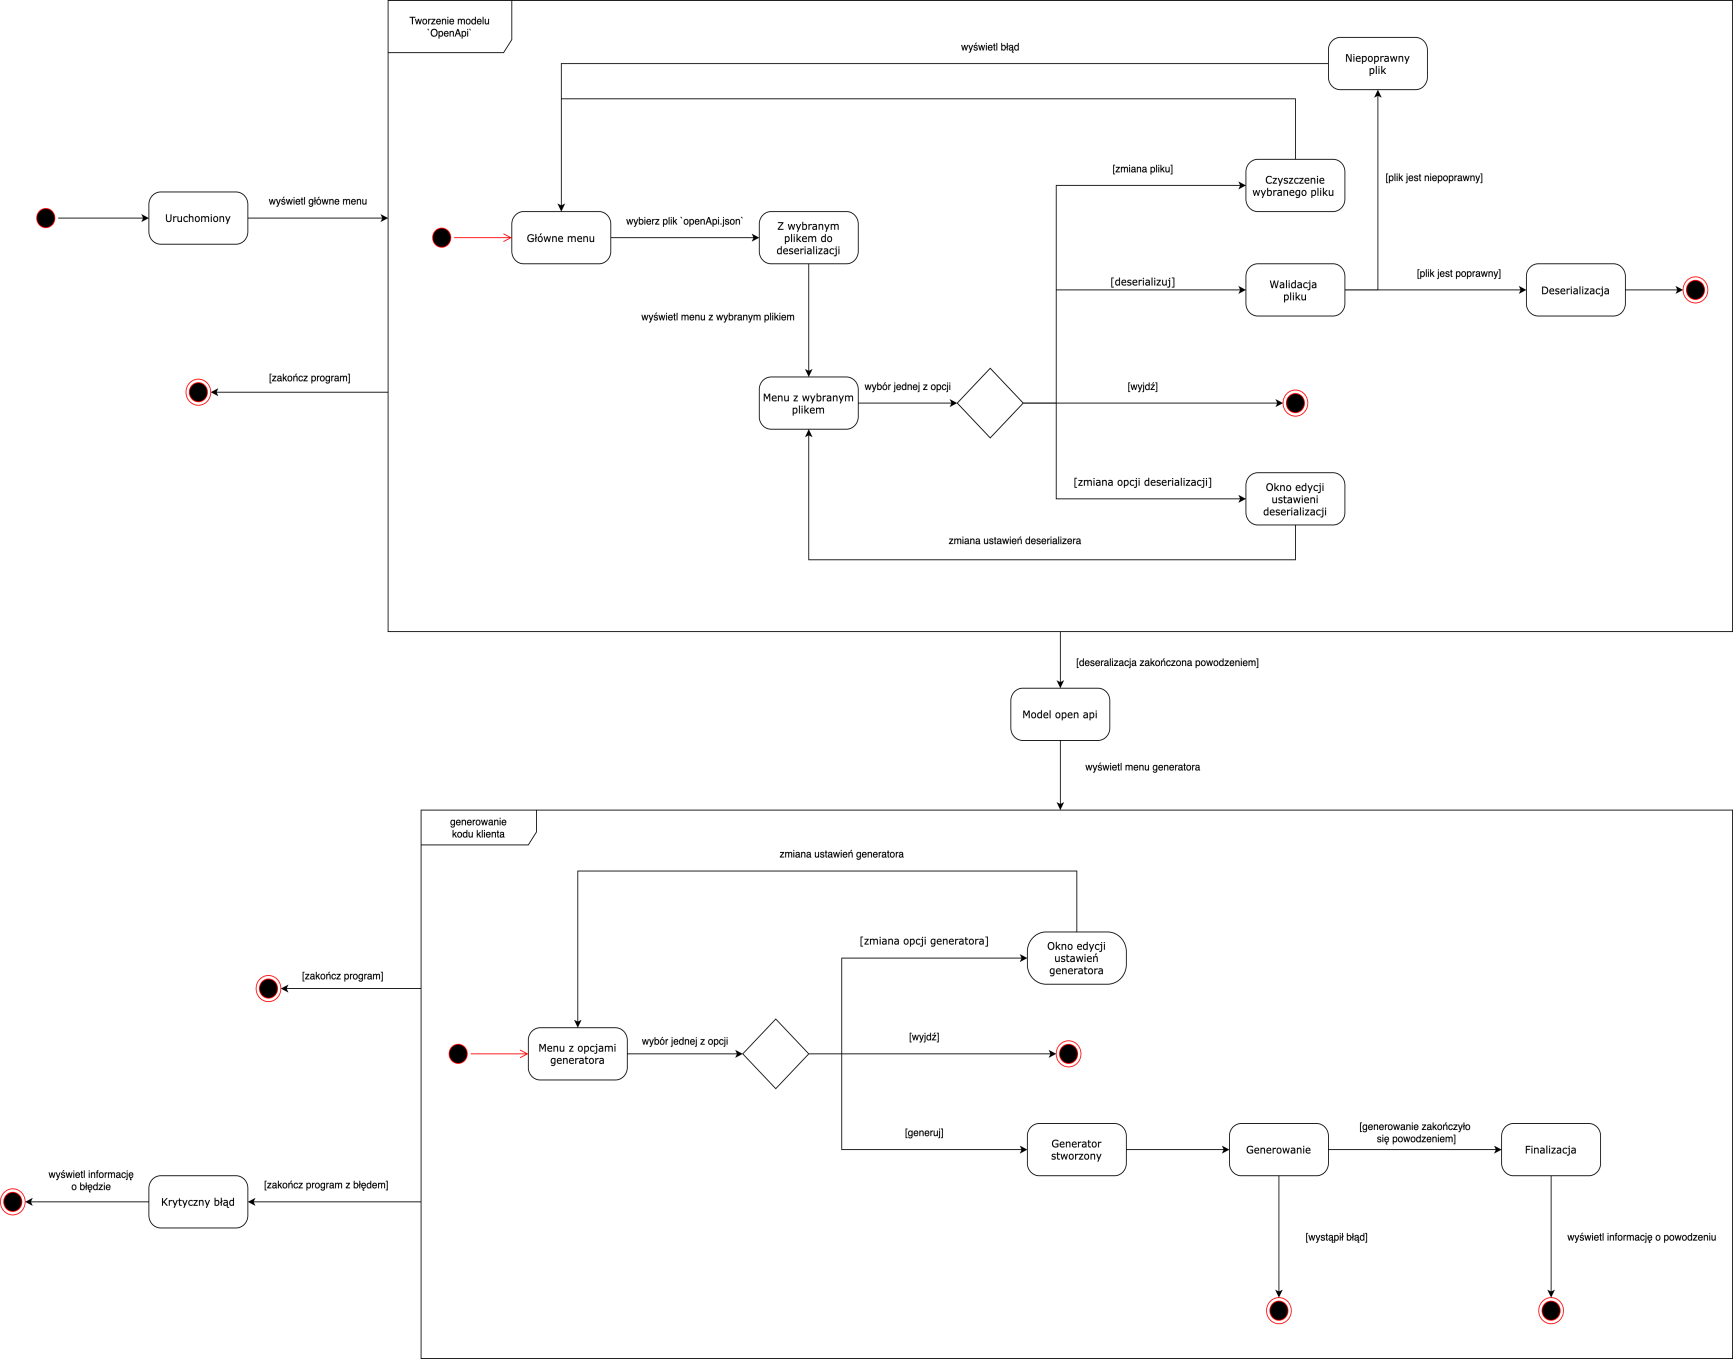 Tworzenie modelu
`OpenApi`
wyświetl błąd
Niepoprawny
plik
[zmiana pliku]
Czyszczenie
wybranego pliku
[plik jest niepoprawny]
Uruchomiony
wyświetl główne menu
Główne menu
wybierz plik `openApi.json`
Z wybranym
plikem do
deserializacji
[deserializuj]
Walidacja
pliku
[plik jest poprawny]
Deserializacja
wyświetl menu z wybranym plikiem
[zakończ program]
Menu z wybranym
plikem
wybór jednej z opcji
[wyjdź]
[zmiana opcji deserializacji]
Okno edycji
ustawieni
deserializacji
zmiana ustawień deserializera
[deseralizacja zakończona powodzeniem]
Model open api
wyświetl menu generatora
generowanie
kodu klienta
zmiana ustawień generatora
[zmiana opcji generatora]
Okno edycji
ustawień
generatora
[zakończ program]
Menu z opcjami
generatora
wybór jednej z opcji
[wyjdź]
[generuj]
Generator
stworzony
Generowanie
[generowanie zakończyło
się powodzeniem]
Finalizacja
wyświetl informację
o błędzie
Krytyczny błąd
[zakończ program z błędem]
[wystąpił błąd]
wyświetl informację o powodzeniu